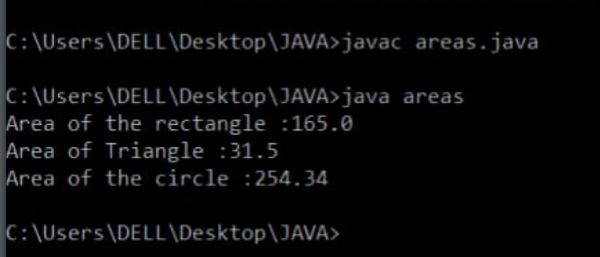 C:\Users\DELL\Desktop\JAVA>javac areas.java
C:\Users\DELL\Desktop\JAVA>java areas
Area of the rectangle :165.0
Area of Triangle :31.5
Area of the circle :254.34
C:\Users\DELL\Desktop\JAVA>